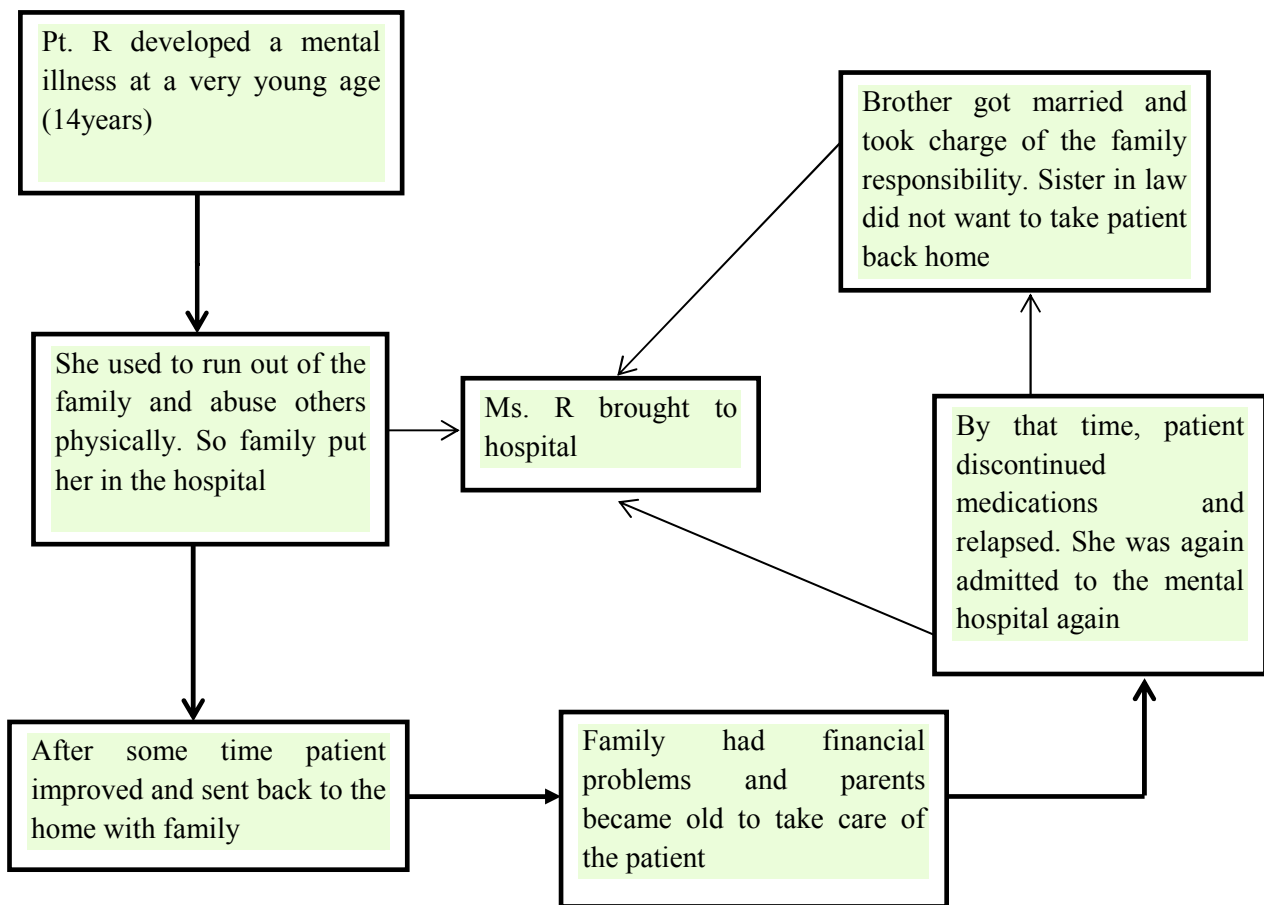 Pt. R developed a mental
illness at a very young age
(14years)
Brother got married and
took charge of the family
responsibility. Sister in law
did not want to take patient
back home
She used to run out of the
family and abuse others
physically. So family put
her in the hospital
Ms. R brought to
hospital
By that time, patient
discontinued
medications and
relapsed. She was again
admitted to the mental
hospital again
After some time patient
improved and sent back to the
home with family
Family had financial
problems and parents
became old to take care of
the patient